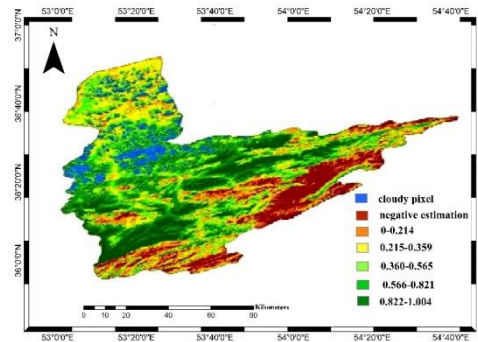 53°0'0"E 53°20'0"E 53°40'0"E 54°0'0"E 54°20'0"E 54°40'0"E
37°0'0"N
N
36°40'0"N
36°20'0"N
36°0'0"N
cloudy pixel
negative estimation
0-0.214
0.215-0.359
0.360-0.565
0.566-0.821
0.822-1.004
Kilometers
0 5 10 20 40 60 80
53°0'0"E 53°20'0"E 53°40'0"E 54°0'0"E 54°20'0"E 54°40'0"E